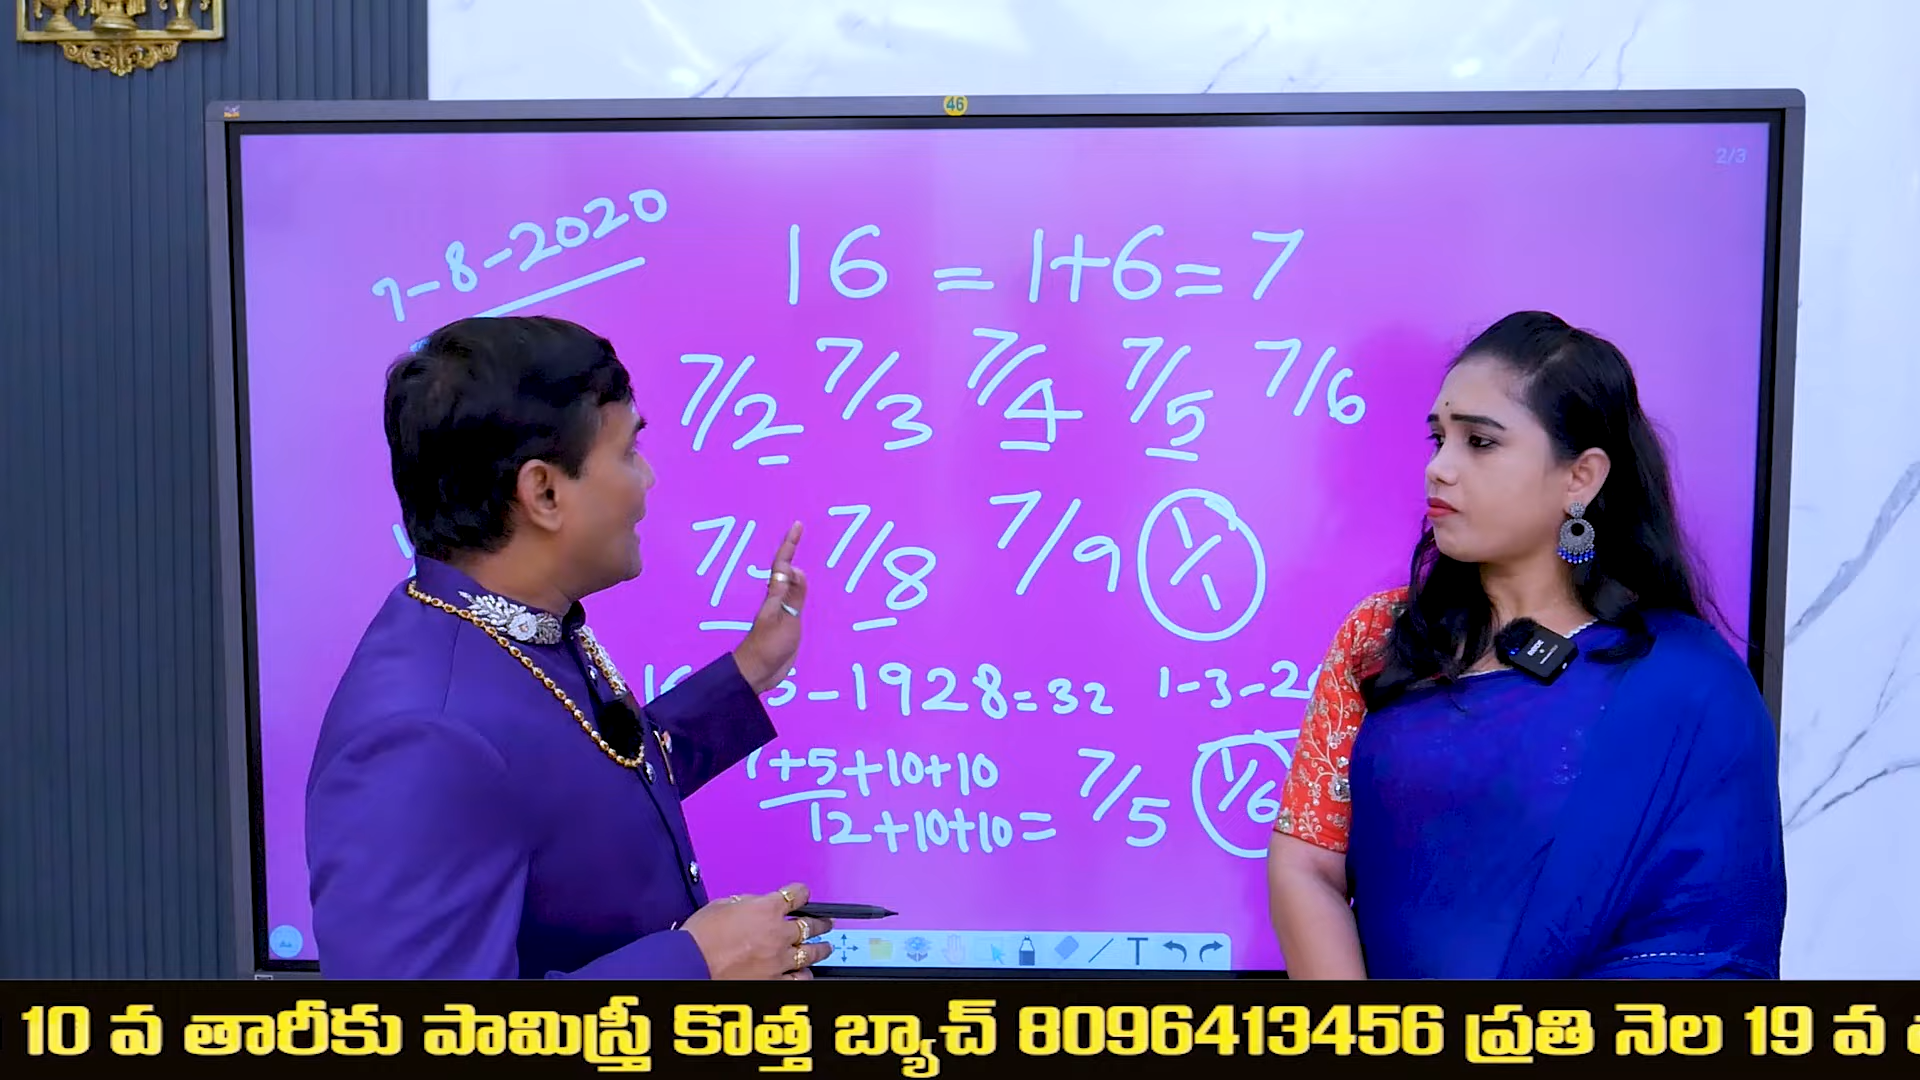 46
2/3
7-8-2020
16 = 1+6=7
7/2 7/3 7/4 7/5 7/6
7/ 7/8 7/9 1/1
-1928=32 1-3-2
+5+10+10 7/5 1/6
12+10+10=
10 వ తారీకు పామిస్ట్రీ కొత్త బ్యాచ్ 8096413456 ప్రతి నెల 19 వ